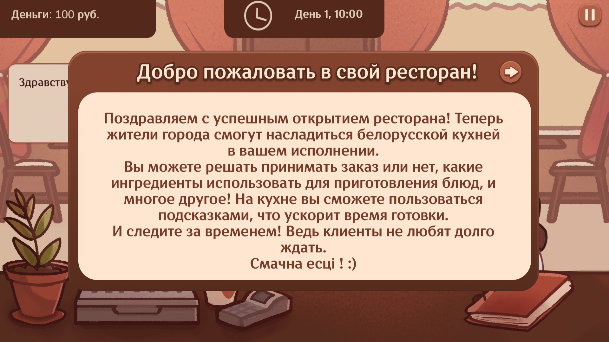 Деньги: 100 руб.
День 1, 10:00
Здравству
Добро пожаловать в свой ресторан!
Поздравляем с успешным открытием ресторана! Теперь
жители города смогут насладиться белорусской кухней
в вашем исполнении.
Вы можете решать принимать заказ или нет, какие
ингредиенты использовать для приготовления блюд, и
многое другое! На кухне вы сможете пользоваться
подсказками, что ускорит время готовки.
И следите за временем! Ведь клиенты не любят долго
ждать.
Смачна есці ! :)